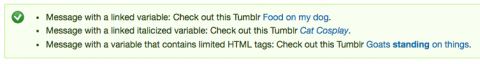 Message with a linked variable: Check out this Tumblr Food on my dog.
Message with a linked italicized variable: Check out this Tumblr Cat Cosplay.
Message with a variable that contains limited HTML tags: Check out this Tumblr Goats standing on things.